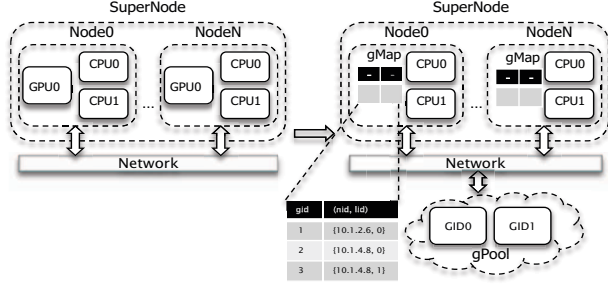 SuperNode
Node0
NodeN
GPU0
CPU0
CPU1
...
GPU0
CPU0
CPU1
Network
SuperNode
Node0
NodeN
gMap
- -
CPU0
CPU1
...
gMap
- -
CPU0
CPU1
Network
gid (nid, lid)
1 {10.1.2.6, 0}
2 {10.1.4.8, 0}
3 {10.1.4.8, 1}
GID0
GID1
gPool